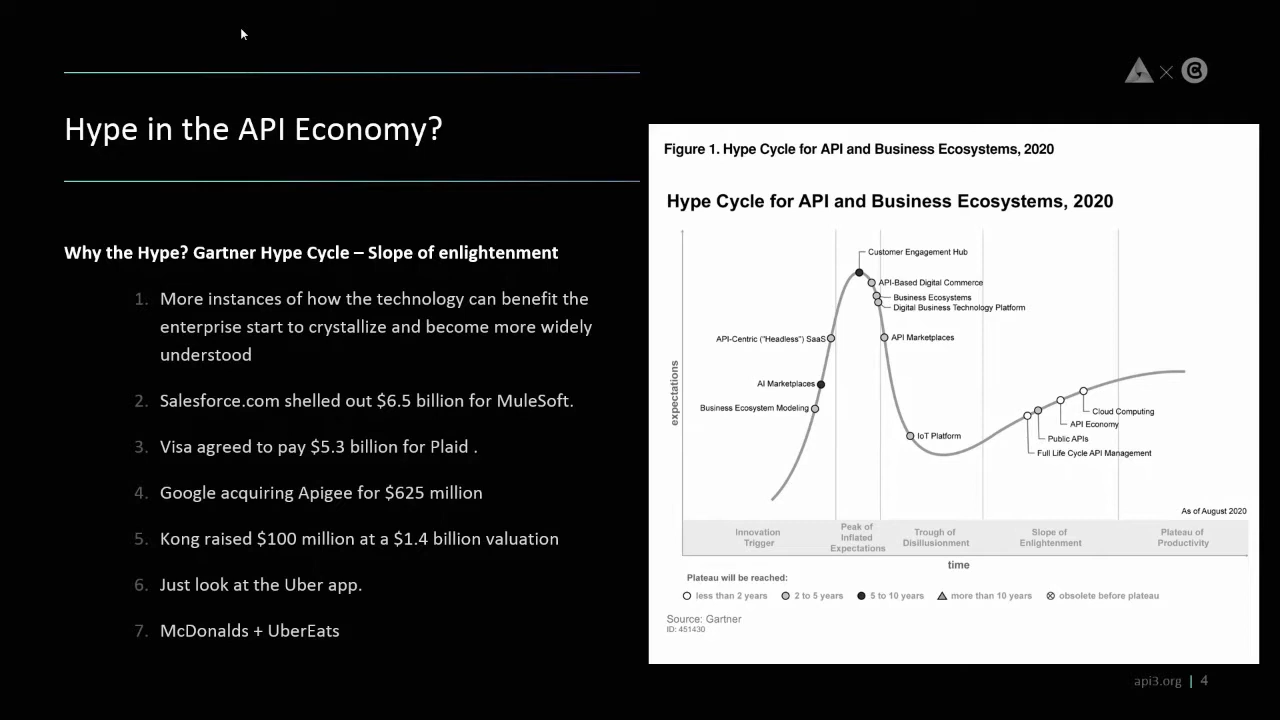 Hype in the API Economy?
Why the Hype? Gartner Hype Cycle – Slope of enlightenment
1. More instances of how the technology can benefit the
enterprise start to crystallize and become more widely
understood
2. Salesforce.com shelled out $6.5 billion for MuleSoft.
3. Visa agreed to pay $5.3 billion for Plaid .
4. Google acquiring Apigee for $625 million
5. Kong raised $100 million at a $1.4 billion valuation
6. Just look at the Uber app.
7. McDonalds + UberEats
Figure 1. Hype Cycle for API and Business Ecosystems, 2020
Hype Cycle for API and Business Ecosystems, 2020
Customer Engagement Hub
API-Based Digital Commerce
Business Ecosystems
Digital Business Technology Platform
API-Centric ("Headless") SaaS
API Marketplaces
AI Marketplaces
Business Ecosystem Modeling
IoT Platform
Cloud Computing
API Economy
Public APIs
Full Life Cycle API Management
expectations
As of August 2020
Innovation
Trigger
Peak of
Inflated
Expectations
Trough of
Disillusionment
Slope of
Enlightenment
Plateau of
Productivity
time
Plateau will be reached:
less than 2 years
2 to 5 years
5 to 10 years
more than 10 years
obsolete before plateau
Source: Gartner
ID: 451430
api3.org | 4